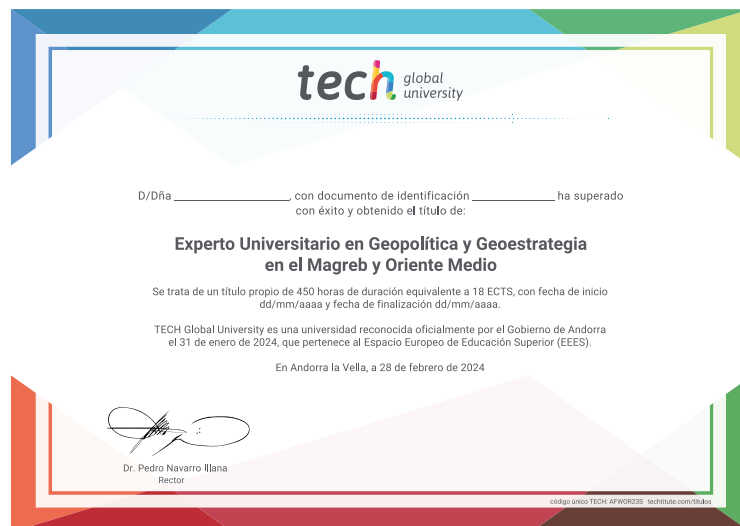 tech global
university
D/Dña ______________, con documento de identificación ______________ ha superado
con éxito y obtenido el título de:
Experto Universitario en Geopolítica y Geoestrategia
en el Magreb y Oriente Medio
Se trata de un título propio de 450 horas de duración equivalente a 18 ECTS, con fecha de inicio
dd/mm/aaaa y fecha de finalización dd/mm/aaaa.
TECH Global University es una universidad reconocida oficialmente por el Gobierno de Andorra
el 31 de enero de 2024, que pertenece al Espacio Europeo de Educación Superior (EEES).
En Andorra la Vella, a 28 de febrero de 2024
Dr. Pedro Navarro Illana
Rector
código único TECH: AFWOR23S techtitute.com/titulos